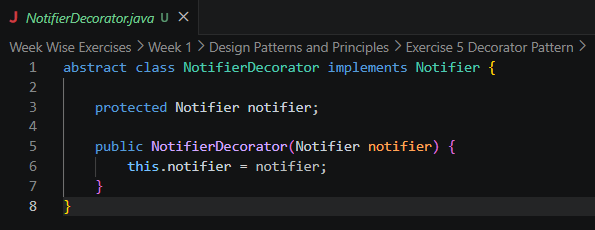 J NotifierDecorator.java U ×
Week Wise Exercises > Week 1 > Design Patterns and Principles > Exercise 5 Decorator Pattern >
1 abstract class NotifierDecorator implements Notifier {
2
3     protected Notifier notifier;
4
5     public NotifierDecorator(Notifier notifier) {
6         this.notifier = notifier;
7     }
8 }